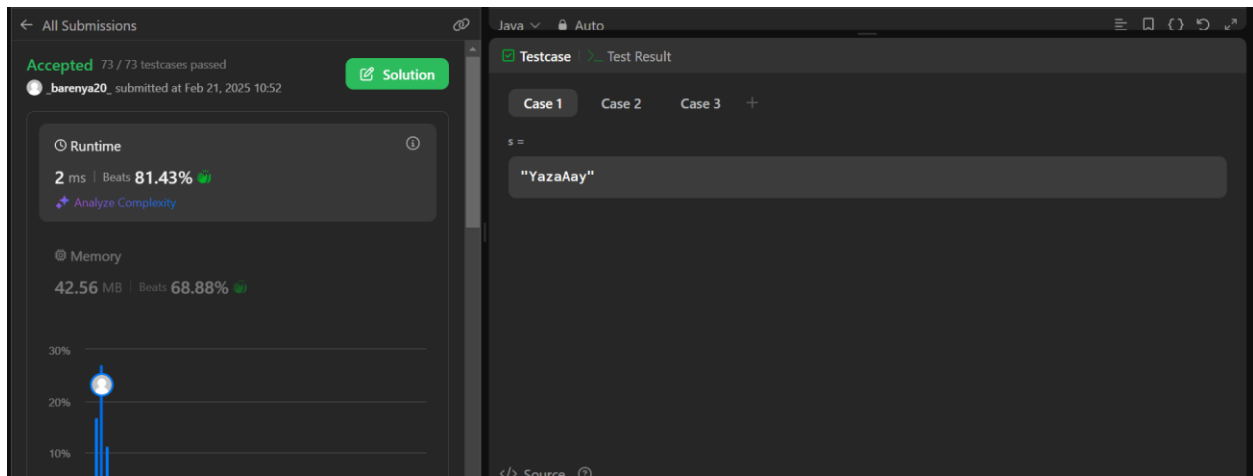 ← All Submissions
Accepted 73 / 73 testcases passed
Solution
_barenya20_ submitted at Feb 21, 2025 10:52
Runtime
2 ms | Beats 81.43%
Analyze Complexity
Memory
42.56 MB | Beats 68.88%
30%
20%
10%
Java Auto
Testcase | >_ Test Result
Case 1 Case 2 Case 3 +
s =
"YazaAay"
</> Source